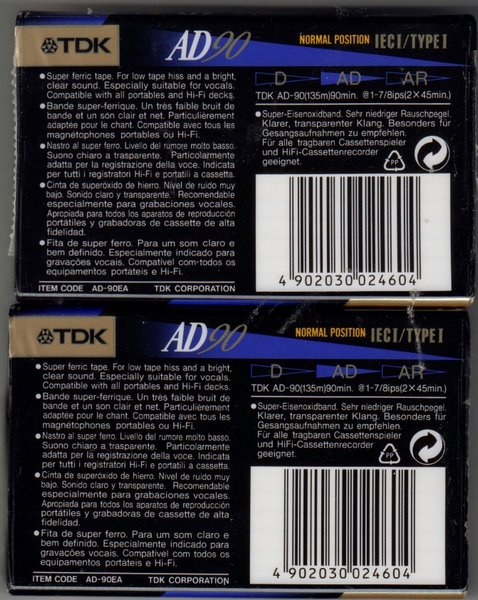 TDK
AD90
NORMAL POSITION IECI/TYPE I
● Super ferric tape. For low tape hiss and a bright,
clear sound. Especially suitable for vocals.
Compatible with all portables and Hi-Fi decks.
● Bande super-ferrique. Un très faible bruit de
bande et un son clair et net. Particulièrement
adaptée pour le chant. Compatible avec tous les
magnétophones portables ou Hi-Fi.
● Nastro al super ferro. Livello del rumore molto basso.
Suono chiaro a trasparente. Particolarmente
adatta per la registrazione della voce. Indicata
per tutti i registratori Hi-Fi e portatili a cassetta.
● Cinta de superóxido de hierro. Nivel de ruido muy
bajo. Sonido claro y transparente. Recomendable
especialmente para grabaciones vocales.
Apropiada para todos los aparatos de reproducción
portátiles y grabadoras de cassette de alta
fidelidad.
● Fita de super ferro. Para um som claro e
bem definido. Especialmente indicado para
gravações vocais. Compatível com todos os
equipamentos portateis e Hi-Fi.
ITEM CODE AD-90EA TDK CORPORATION
D AD AR
TDK AD-90(135m)90min. @1-7/8ips(2×45min.)
● Super-Eisenoxidband. Sehr niedriger Rauschpegel.
Klarer, transparenter Klang. Besonders für
Gesangsaufnahmen zu empfehlen.
Für alle tragbaren Cassettenspieler
und HiFi-Cassettenrecorder
geeignet.
PP
4 902030 024604
TDK
AD90
NORMAL POSITION IECI/TYPE I
● Super ferric tape. For low tape hiss and a bright,
clear sound. Especially suitable for vocals.
Compatible with all portables and Hi-Fi decks.
● Bande super-ferrique. Un très faible bruit de
bande et un son clair et net. Particulièrement
adaptée pour le chant. Compatible avec tous les
magnétophones portables ou Hi-Fi.
● Nastro al super ferro. Livello del rumore molto basso.
Suono chiaro a trasparente. Particolarmente
adatta per la registrazione della voce. Indicata
per tutti i registratori Hi-Fi e portatili a cassetta.
● Cinta de superóxido de hierro. Nivel de ruido muy
bajo. Sonido claro y transparente. Recomendable
especialmente para grabaciones vocales.
Apropiada para todos los aparatos de reproducción
portátiles y grabadoras de cassette de alta
fidelidad.
● Fita de super ferro. Para um som claro e
bem definido. Especialmente indicado para
gravações vocais. Compatível com todos os
equipamentos portateis e Hi-Fi.
ITEM CODE AD-90EA TDK CORPORATION
D AD AR
TDK AD-90(135m)90min. @1-7/8ips(2×45min.)
● Super-Eisenoxidband. Sehr niedriger Rauschpegel.
Klarer, transparenter Klang. Besonders für
Gesangsaufnahmen zu empfehlen.
Für alle tragbaren Cassettenspieler
und HiFi-Cassettenrecorder
geeignet.
PP
4 902030 024604